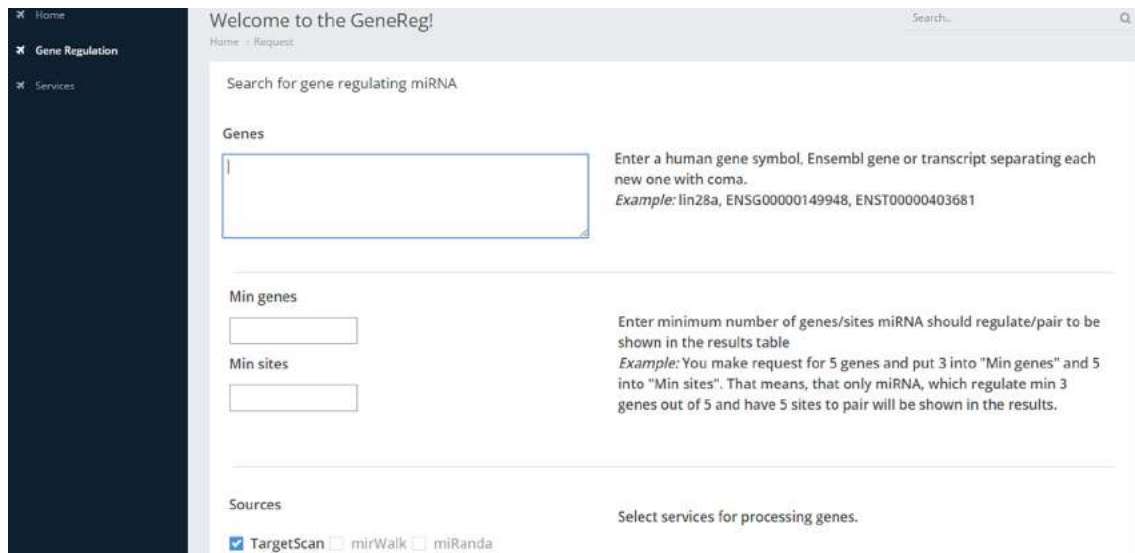 Home
Gene Regulation
Services
Welcome to the GeneReg!
Home › Request
Search...
Search for gene regulating miRNA
Genes
Enter a human gene symbol, Ensembl gene or transcript separating each
new one with coma.
Example: lin28a, ENSG00000149948, ENST00000403681
Min genes
Min sites
Enter minimum number of genes/sites miRNA should regulate/pair to be
shown in the results table
Example: You make request for 5 genes and put 3 into "Min genes" and 5
into "Min sites". That means, that only miRNA, which regulate min 3
genes out of 5 and have 5 sites to pair will be shown in the results.
Sources
Select services for processing genes.
TargetScan mirWalk miRanda